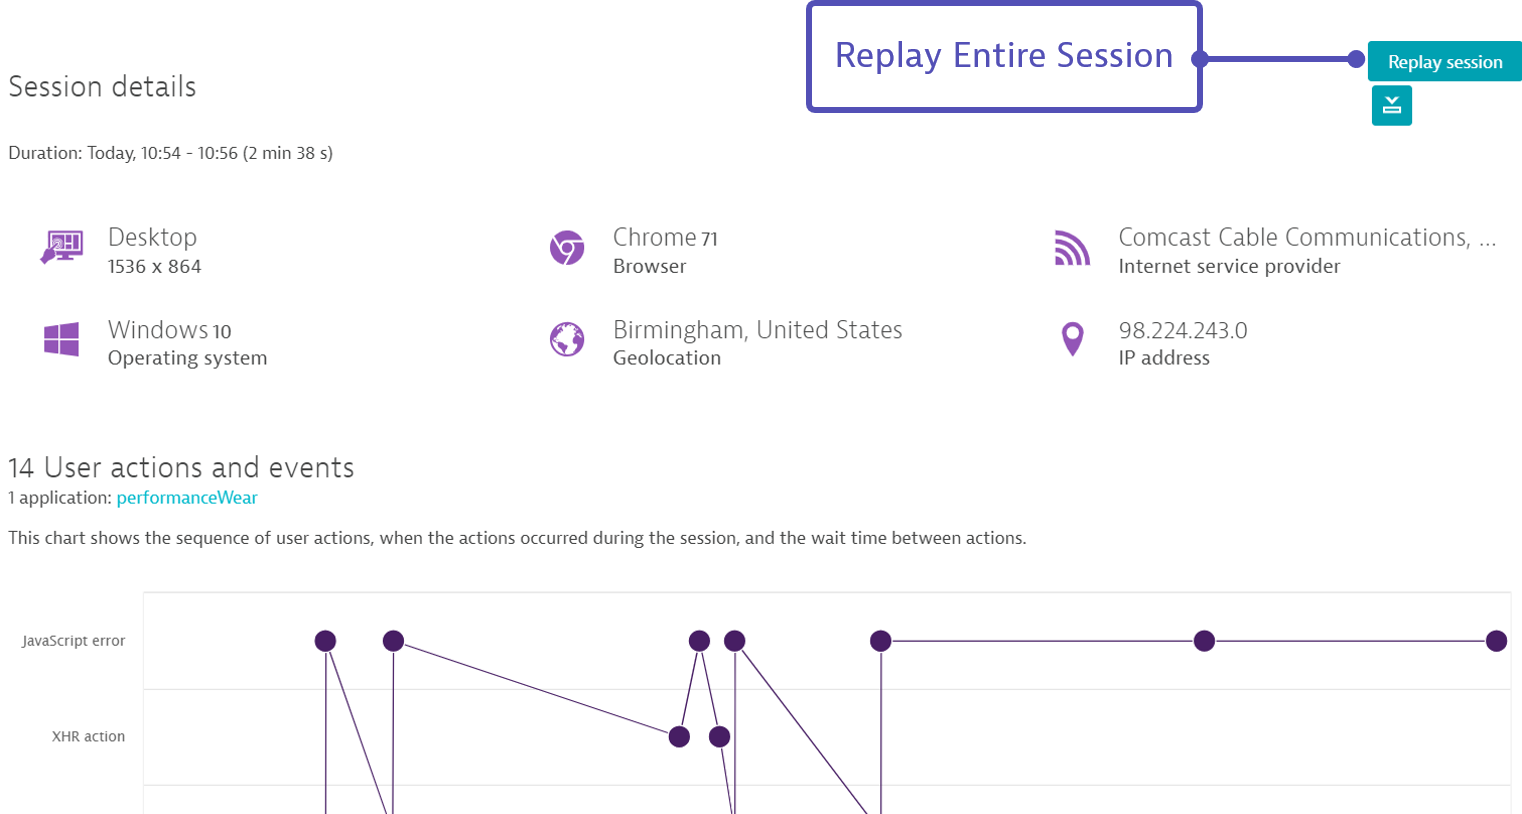 Replay Entire Session
Replay session
Session details
Duration: Today, 10:54 - 10:56 (2 min 38 s)
Desktop
1536 x 864
Chrome 71
Browser
Comcast Cable Communications, ...
Internet service provider
Windows 10
Operating system
Birmingham, United States
Geolocation
98.224.243.0
IP address
14 User actions and events
1 application: performanceWear
This chart shows the sequence of user actions, when the actions occurred during the session, and the wait time between actions.
JavaScript error
XHR action